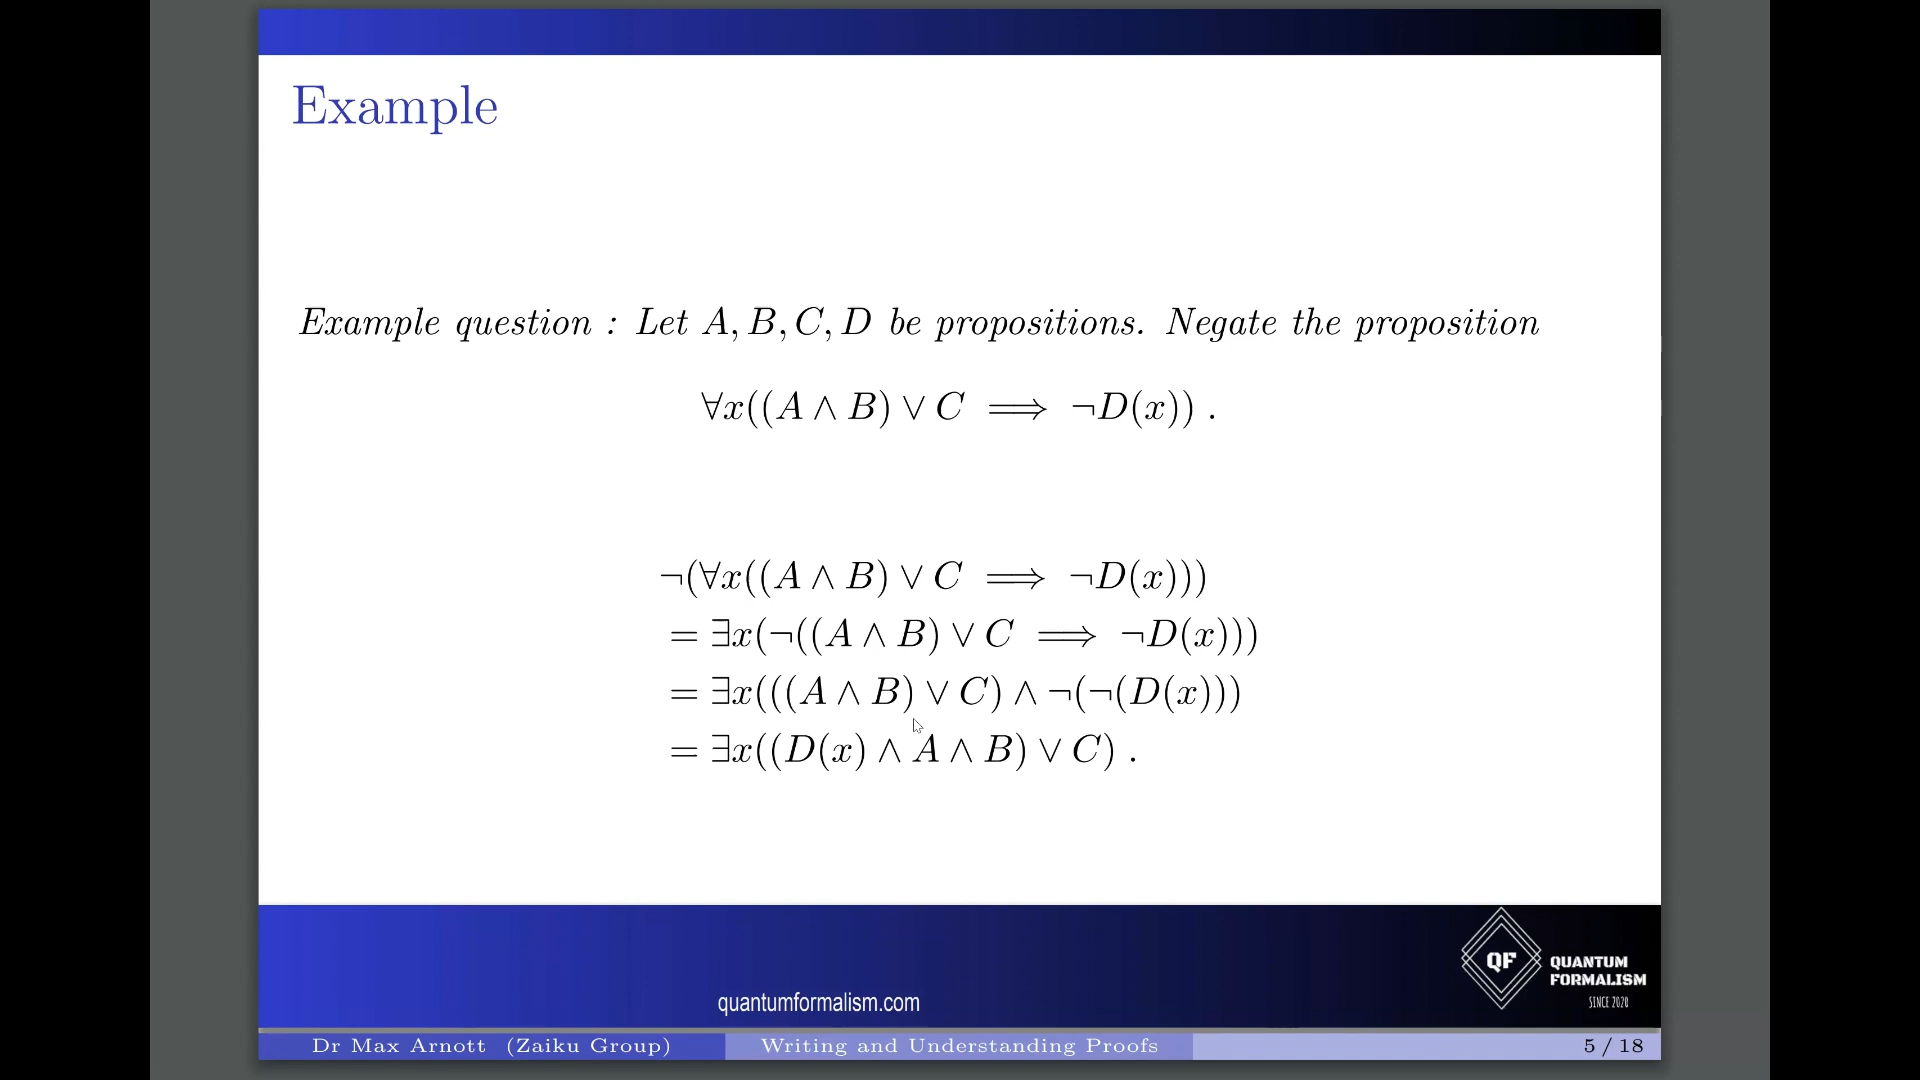 Example
Example question : Let A, B, C, D be propositions. Negate the proposition
∀x((A ∧ B) ∨ C ⟹ ¬D(x)) .
¬(∀x((A ∧ B) ∨ C ⟹ ¬D(x)))
= ∃x(¬((A ∧ B) ∨ C ⟹ ¬D(x)))
= ∃x(((A ∧ B) ∨ C) ∧ ¬(¬(D(x)))
= ∃x((D(x) ∧ A ∧ B) ∨ C) .
QF
QUANTUM
FORMALISM
SINCE 2020
quantumformalism.com
Dr Max Arnott (Zaiku Group) Writing and Understanding Proofs 5 / 18